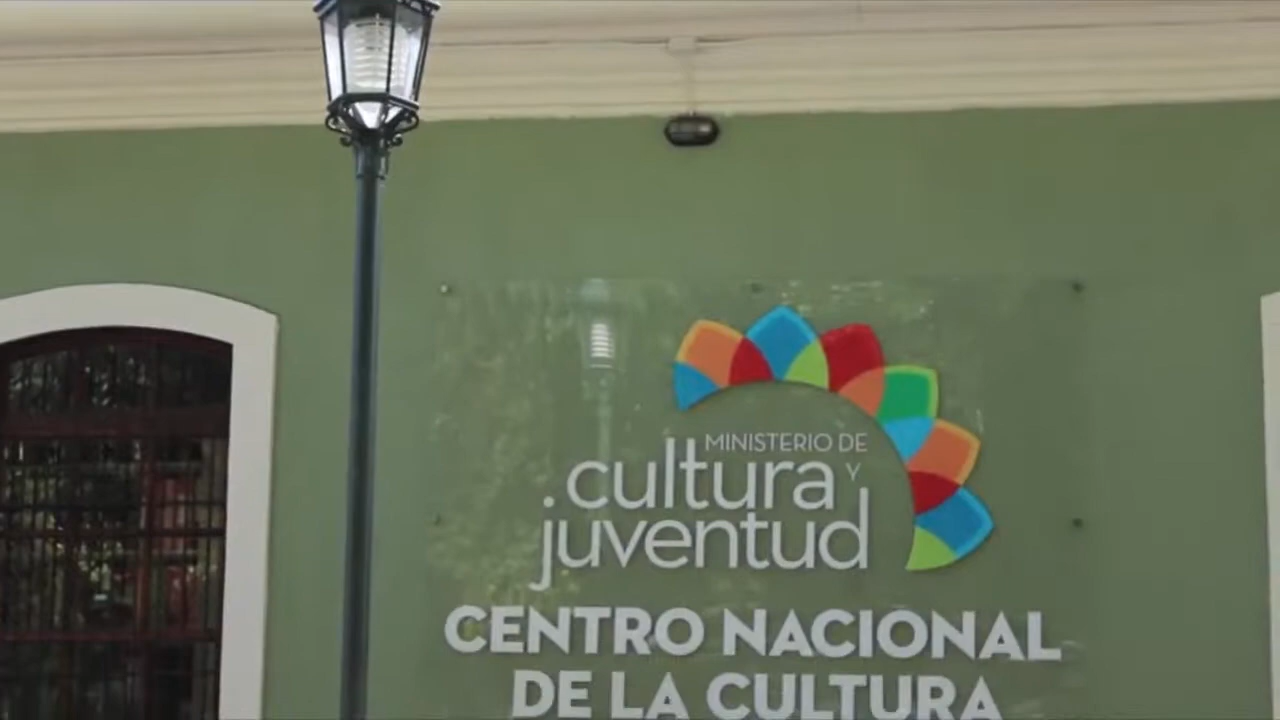 MINISTERIO DE
cultura y
juventud
CENTRO NACIONAL
DE LA CULTURA